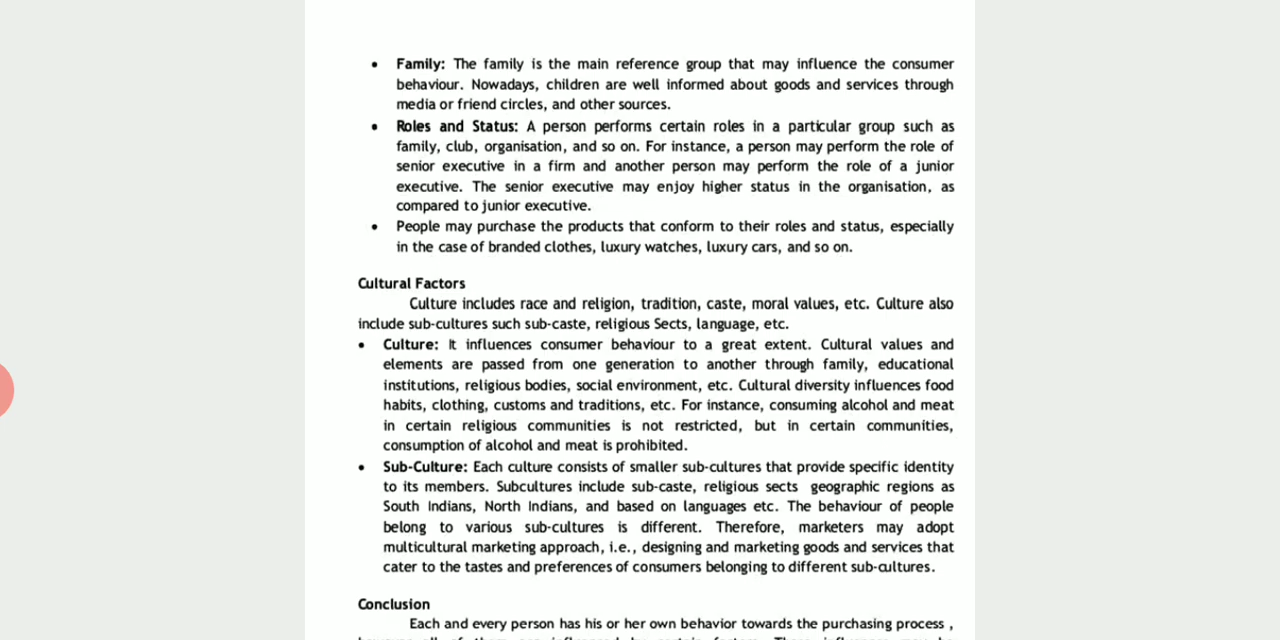 • Family: The family is the main reference group that may influence the consumer
behaviour. Nowadays, children are well informed about goods and services through
media or friend circles, and other sources.
• Roles and Status: A person performs certain roles in a particular group such as
family, club, organisation, and so on. For instance, a person may perform the role of
senior executive in a firm and another person may perform the role of a junior
executive. The senior executive may enjoy higher status in the organisation, as
compared to junior executive.
• People may purchase the products that conform to their roles and status, especially
in the case of branded clothes, luxury watches, luxury cars, and so on.
Cultural Factors
Culture includes race and religion, tradition, caste, moral values, etc. Culture also
include sub-cultures such sub-caste, religious Sects, language, etc.
• Culture: It influences consumer behaviour to a great extent. Cultural values and
elements are passed from one generation to another through family, educational
institutions, religious bodies, social environment, etc. Cultural diversity influences food
habits, clothing, customs and traditions, etc. For instance, consuming alcohol and meat
in certain religious communities is not restricted, but in certain communities,
consumption of alcohol and meat is prohibited.
• Sub-Culture: Each culture consists of smaller sub-cultures that provide specific identity
to its members. Subcultures include sub-caste, religious sects geographic regions as
South Indians, North Indians, and based on languages etc. The behaviour of people
belong to various sub-cultures is different. Therefore, marketers may adopt
multicultural marketing approach, i.e., designing and marketing goods and services that
cater to the tastes and preferences of consumers belonging to different sub-cultures.
Conclusion
Each and every person has his or her own behavior towards the purchasing process ,